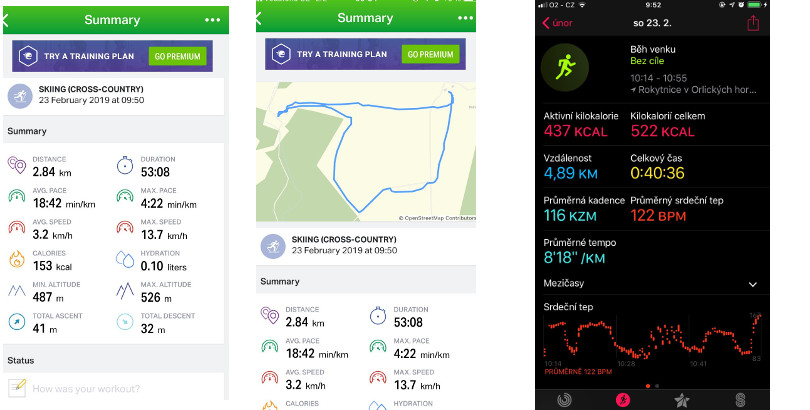 Summary
TRY A TRAINING PLAN GO PREMIUM
SKIING (CROSS-COUNTRY)
23 February 2019 at 09:50
Summary
DISTANCE DURATION
2.84 km 53:08
AVG. PACE MAX. PACE
18:42 min/km 4:22 min/km
AVG. SPEED MAX. SPEED
3.2 km/h 13.7 km/h
CALORIES HYDRATION
153 kcal 0.10 liters
MIN. ALTITUDE MAX. ALTITUDE
487 m 526 m
TOTAL ASCENT TOTAL DESCENT
41 m 32 m
Status
How was your workout?
Summary
TRY A TRAINING PLAN GO PREMIUM
© OpenStreetMap Contributors
SKIING (CROSS-COUNTRY)
23 February 2019 at 09:50
Summary
DISTANCE DURATION
2.84 km 53:08
AVG. PACE MAX. PACE
18:42 min/km 4:22 min/km
AVG. SPEED MAX. SPEED
3.2 km/h 13.7 km/h
CALORIES HYDRATION
O2 - CZ 9:52
únor so 23. 2.
Běh venku
Bez cíle
10:14 - 10:55
Rokytnice v Orlických hor...
Aktivní kilokalorie Kilokalorií celkem
437 KCAL 522 KCAL
Vzdálenost Celkový čas
4,89 KM 0:40:36
Průměrná kadence Průměrný srdeční tep
116 KZM 122 BPM
Průměrné tempo
8'18" /KM
Mezičasy
Srdeční tep
83
10:14 10:28 10:41
PRŮMĚRNĚ 122 BPM